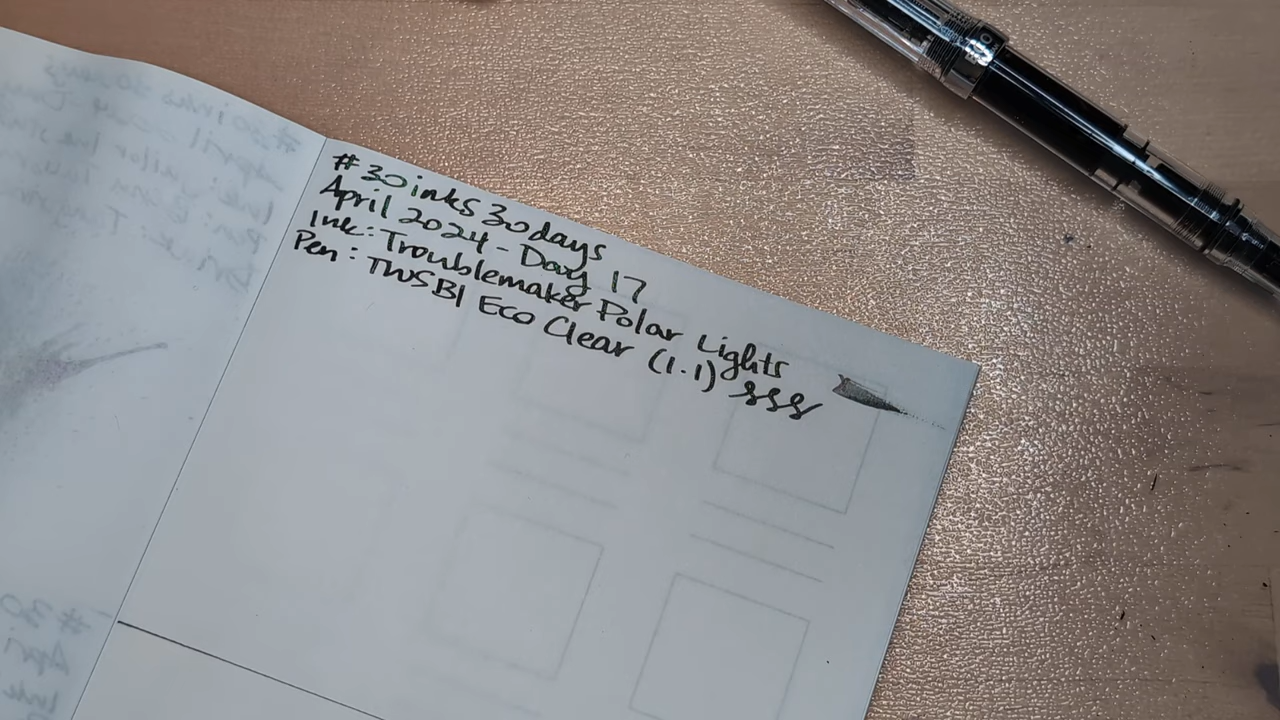 #30inks30days
April 2024 - Day 17
Ink: Troublemaker Polar Lights
Pen: TWSBI Eco Clear (1.1)